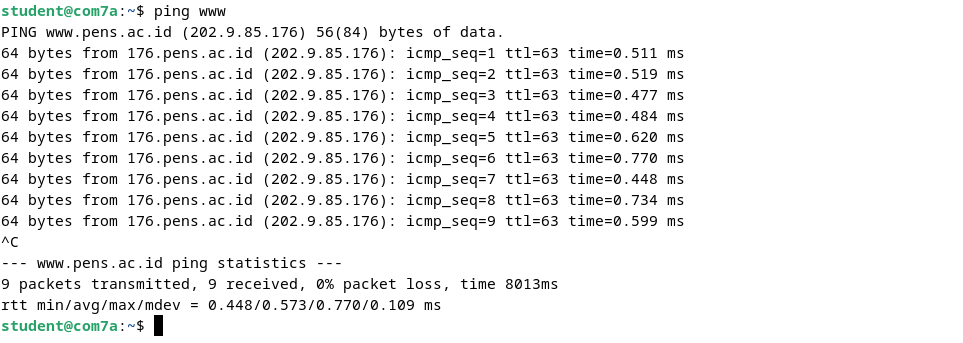 student@com7a:~$ ping www
PING www.pens.ac.id (202.9.85.176) 56(84) bytes of data.
64 bytes from 176.pens.ac.id (202.9.85.176): icmp_seq=1 ttl=63 time=0.511 ms
64 bytes from 176.pens.ac.id (202.9.85.176): icmp_seq=2 ttl=63 time=0.519 ms
64 bytes from 176.pens.ac.id (202.9.85.176): icmp_seq=3 ttl=63 time=0.477 ms
64 bytes from 176.pens.ac.id (202.9.85.176): icmp_seq=4 ttl=63 time=0.484 ms
64 bytes from 176.pens.ac.id (202.9.85.176): icmp_seq=5 ttl=63 time=0.620 ms
64 bytes from 176.pens.ac.id (202.9.85.176): icmp_seq=6 ttl=63 time=0.770 ms
64 bytes from 176.pens.ac.id (202.9.85.176): icmp_seq=7 ttl=63 time=0.448 ms
64 bytes from 176.pens.ac.id (202.9.85.176): icmp_seq=8 ttl=63 time=0.734 ms
64 bytes from 176.pens.ac.id (202.9.85.176): icmp_seq=9 ttl=63 time=0.599 ms
^C
--- www.pens.ac.id ping statistics ---
9 packets transmitted, 9 received, 0% packet loss, time 8013ms
rtt min/avg/max/mdev = 0.448/0.573/0.770/0.109 ms
student@com7a:~$